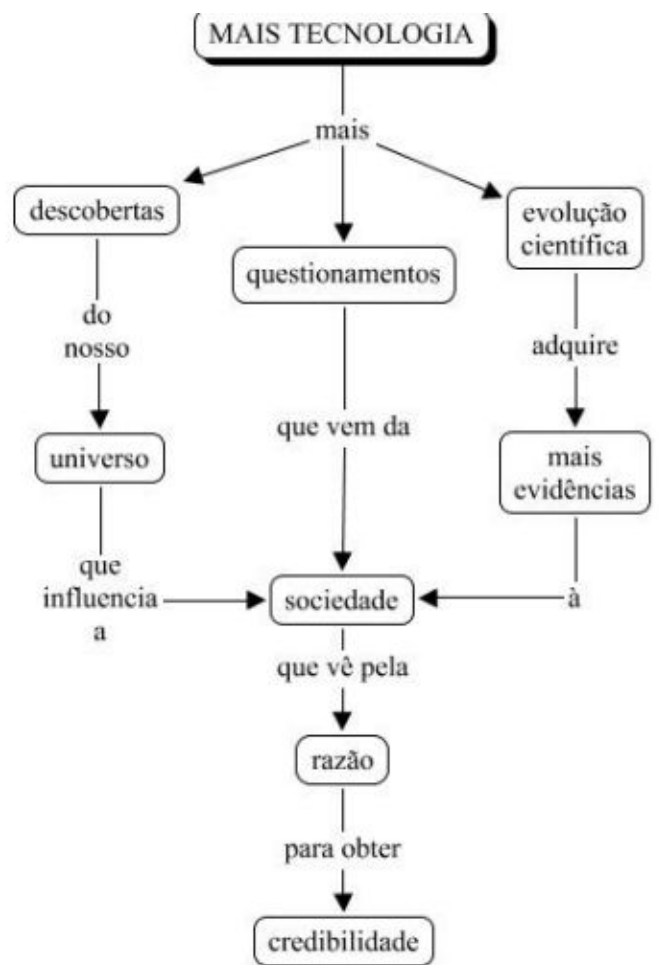 MAIS TECNOLOGIA
mais
descobertas
evolução
científica
questionamentos
do
nosso
adquire
que vem da
universo
mais
evidências
que
influencia
a
sociedade
à
que vê pela
razão
para obter
credibilidade